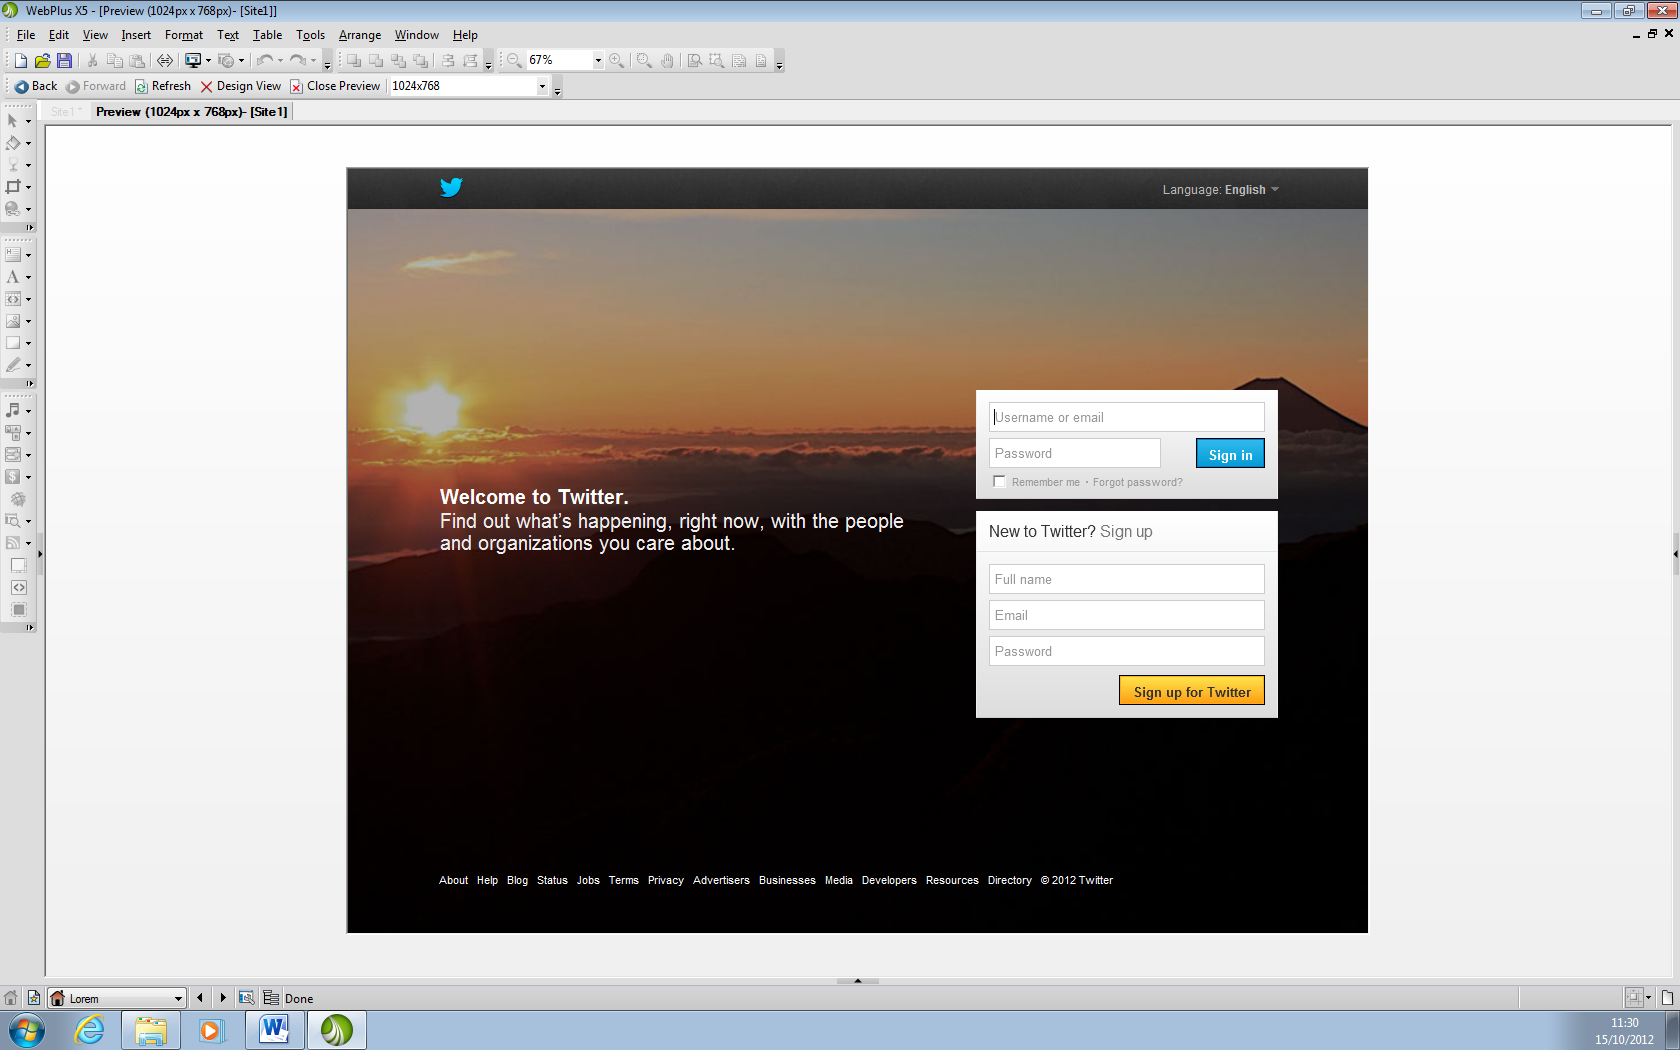 WebPlus X5 - [Preview (1024px x 768px)- [Site1]]
File Edit View Insert Format Text Table Tools Arrange Window Help
67%
Back Forward Refresh Design View Close Preview 1024x768
Site1 * Preview (1024px x 768px)- [Site1]
Language: English
Username or email
Password Sign in
Remember me · Forgot password?
Welcome to Twitter.
Find out what's happening, right now, with the people
and organizations you care about.
New to Twitter? Sign up
Full name
Email
Password
Sign up for Twitter
About Help Blog Status Jobs Terms Privacy Advertisers Businesses Media Developers Resources Directory © 2012 Twitter
Lorem Done
11:30
15/10/2012